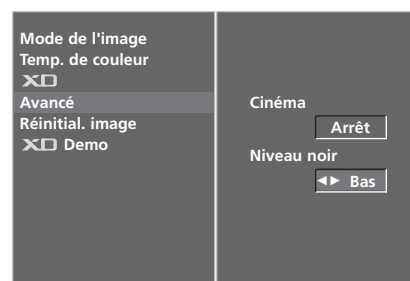 Mode de l'image
Temp. de couleur
XD
Avancé
Réinitial. image
XD Demo
Cinéma
Arrêt
Niveau noir
◄► Bas